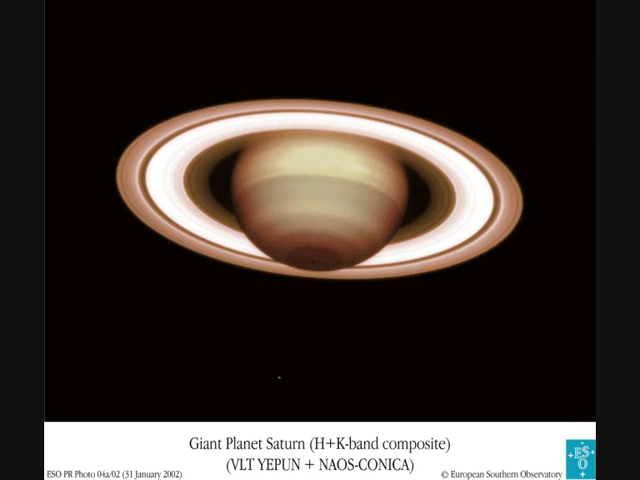 Giant Planet Saturn (H+K-band composite)
(VLT YEPUN + NAOS-CONICA)
ESO PR Photo 04a/02 (31 January 2002)
© European Southern Observatory
ESO